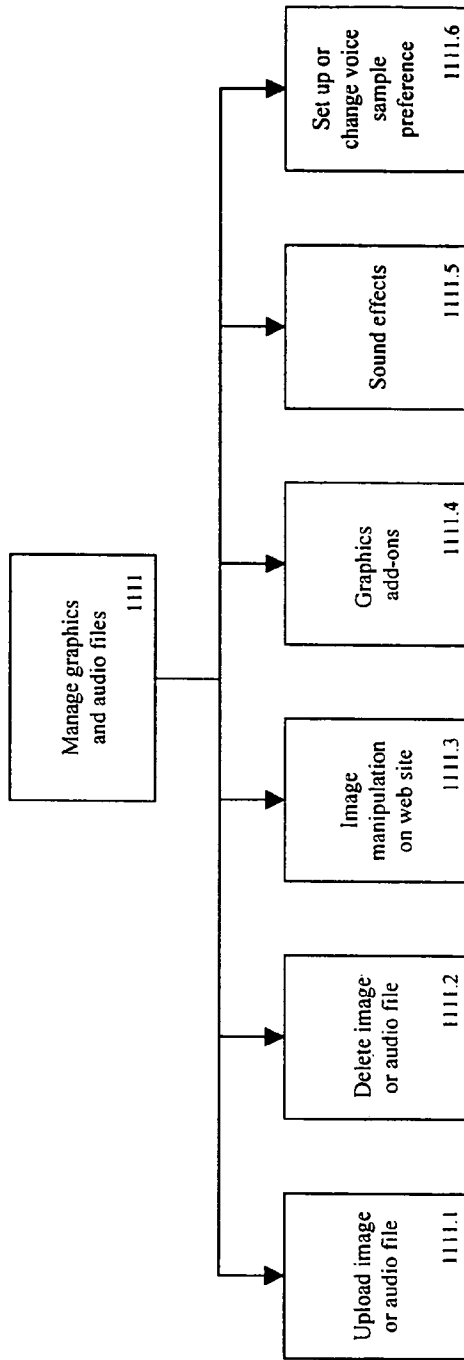 Manage graphics
and audio files
1111
Upload image
or audio file
1111.1
Delete image
or audio file
1111.2
Image
manipulation
on web site
1111.3
Graphics
add-ons
1111.4
Sound effects
1111.5
Set up or
change voice
sample
preference
1111.6